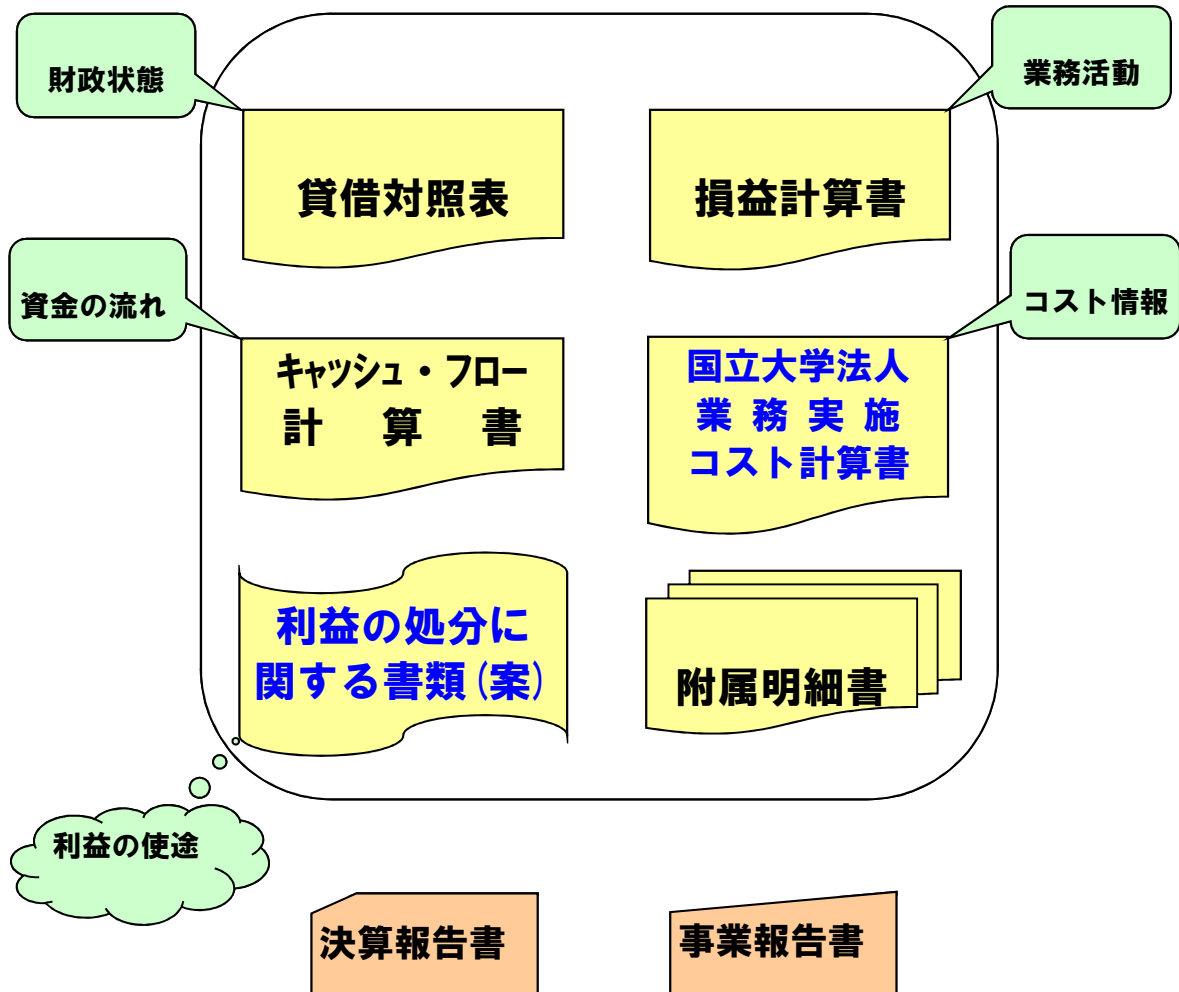 財政状態
業務活動
貸借対照表
損益計算書
資金の流れ
コスト情報
キャッシュ・フロー
計算書
国立大学法人
業務実施
コスト計算書
利益の処分に
関する書類(案)
附属明細書
利益の使途
決算報告書
事業報告書